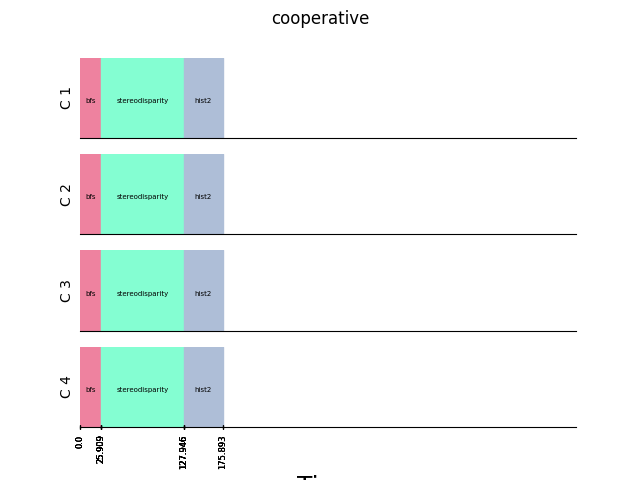 cooperative
C 1
bfs stereodisparity hist2
C 2
bfs stereodisparity hist2
C 3
bfs stereodisparity hist2
C 4
bfs stereodisparity hist2
0.0 25.909 127.946 175.893